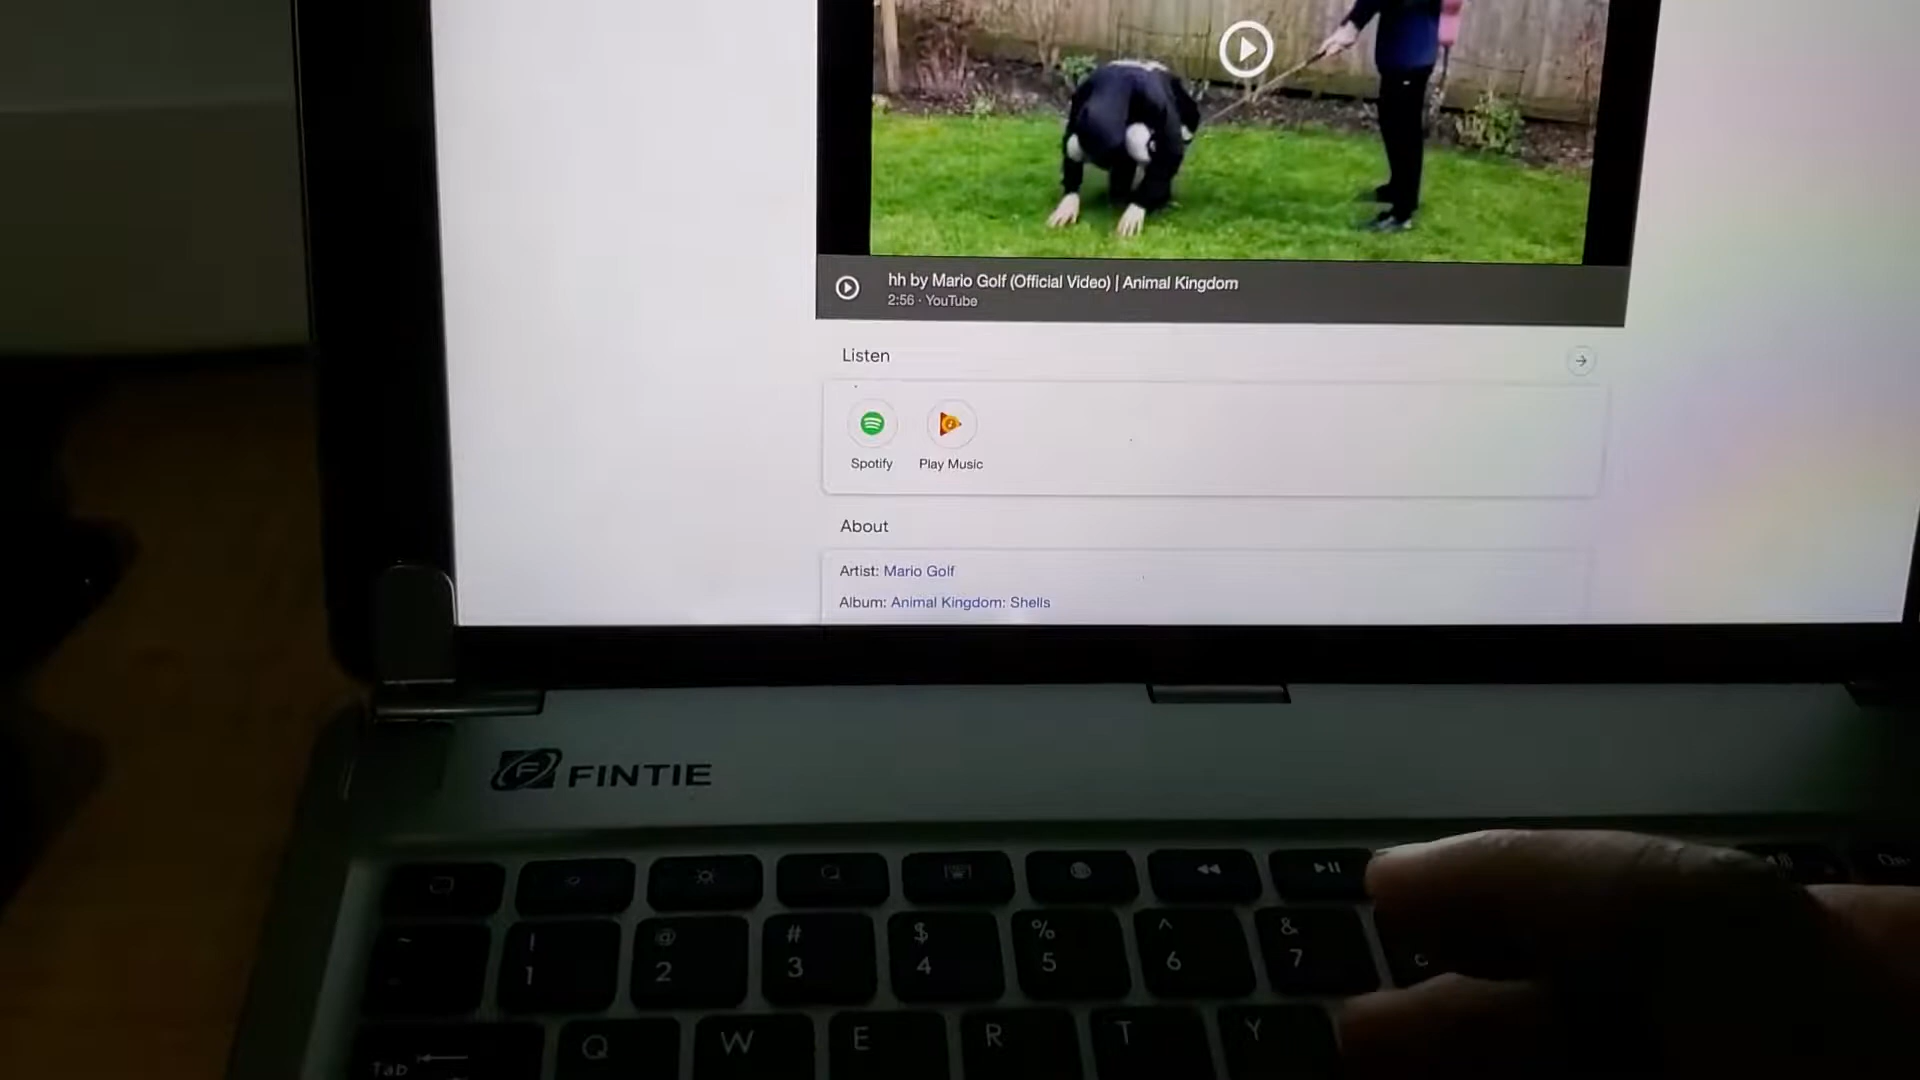 hh by Mario Golf (Official Video) | Animal Kingdom
2:56 · YouTube
Listen
Spotify
Play Music
About
Artist: Mario Golf
Album: Animal Kingdom: Shells
FINTIE
~ ! @ # $ % ^ &
1 2 3 4 5 6 7
Tab Q W E R T Y